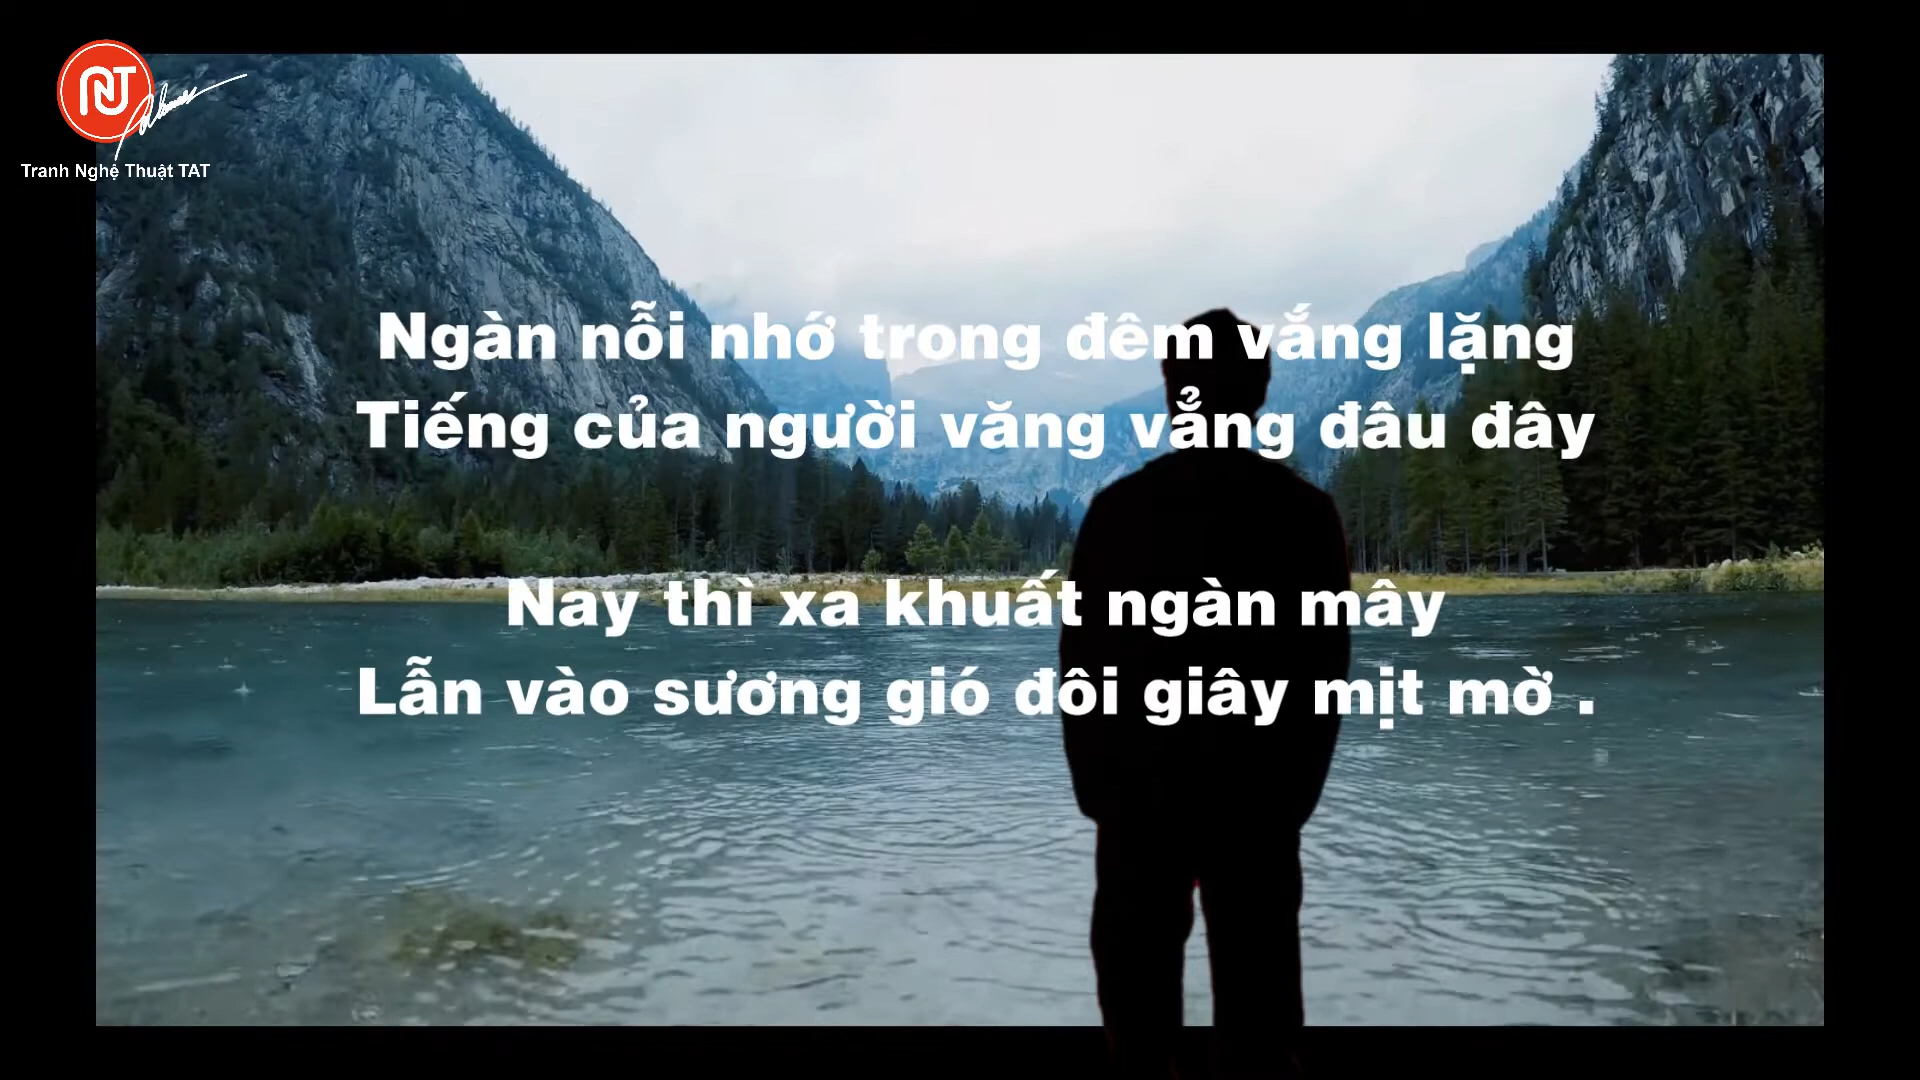 Tranh Nghệ Thuật TAT
Ngàn nỗi nhớ trong đêm vắng lặng
Tiếng của người văng vẳng đâu đây
Nay thì xa khuất ngàn mây
Lẫn vào sương gió đôi giây mịt mờ .